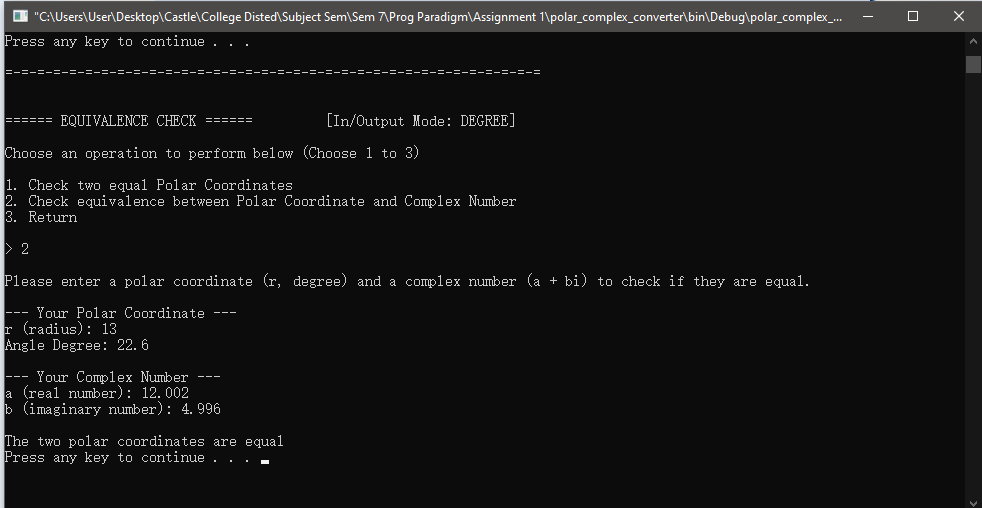 "C:\Users\User\Desktop\Castle\College Disted\Subject Sem\Sem 7\Prog Paradigm\Assignment 1\polar_complex_converter\bin\Debug\polar_complex_...
Press any key to continue . . .
=-=-=-=-=-=-=-=-=-=-=-=-=-=-=-=-=-=-=-=-=-=-=-=-=-=-=-=-=-=-=-=-=-=
====== EQUIVALENCE CHECK ====== [In/Output Mode: DEGREE]
Choose an operation to perform below (Choose 1 to 3)
1. Check two equal Polar Coordinates
2. Check equivalence between Polar Coordinate and Complex Number
3. Return
> 2
Please enter a polar coordinate (r, degree) and a complex number (a + bi) to check if they are equal.
--- Your Polar Coordinate ---
r (radius): 13
Angle Degree: 22.6
--- Your Complex Number ---
a (real number): 12.002
b (imaginary number): 4.996
The two polar coordinates are equal
Press any key to continue . . .